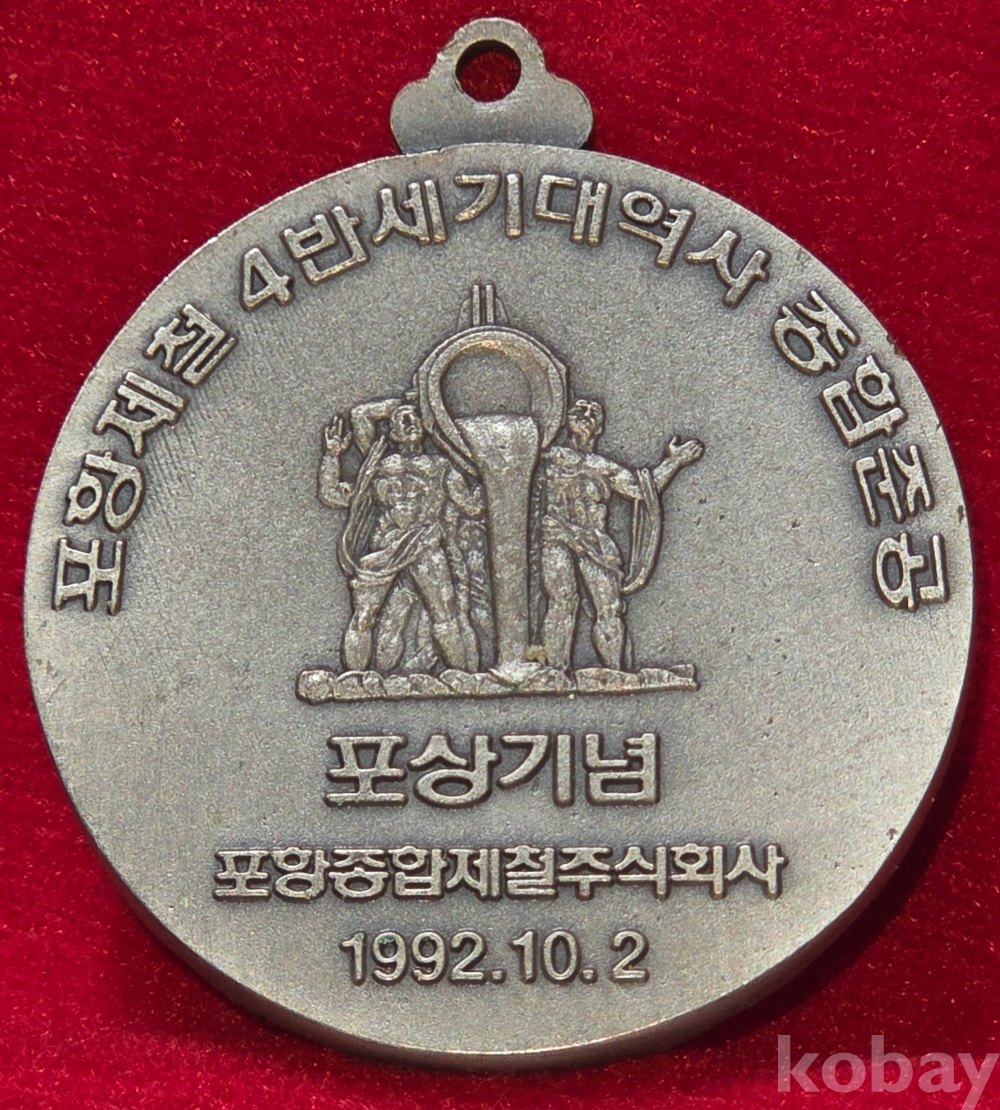 포항제철 4반세기대역사 종합준공
포상기념
포항종합제철주식회사
1992.10.2
kobay